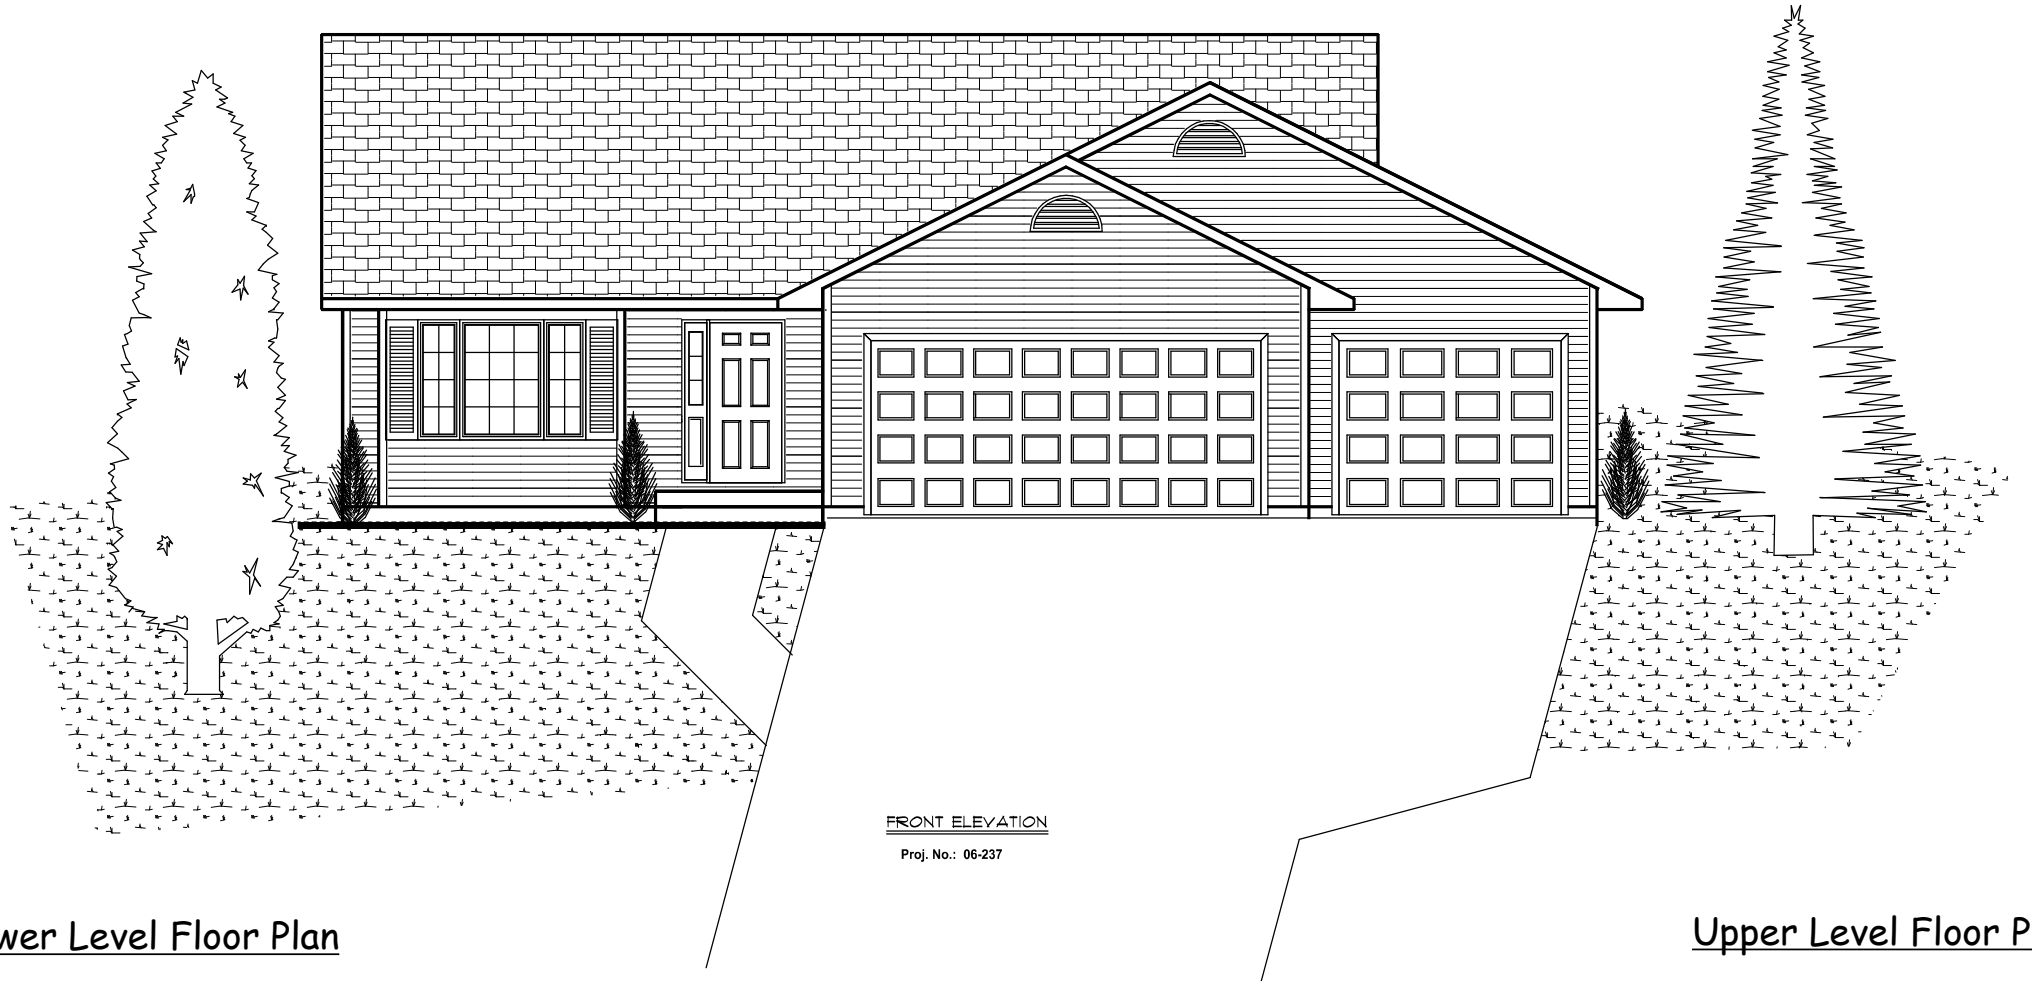 FRONT ELEVATION
Proj. No.: 06-237
wer Level Floor Plan
Upper Level Floor P